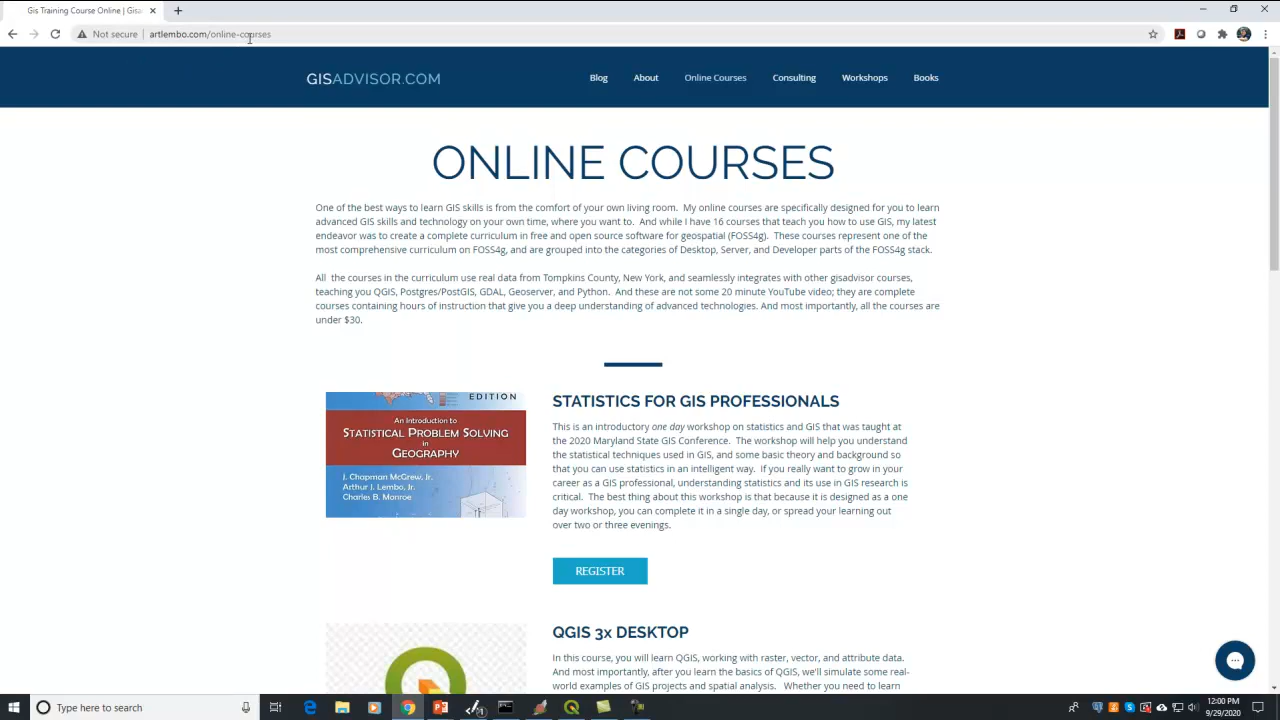 Gis Training Course Online | Gis
Not secure | artlembo.com/online-courses
GISADVISOR.COM
Blog About Online Courses Consulting Workshops Books
ONLINE COURSES
One of the best ways to learn GIS skills is from the comfort of your own living room. My online courses are specifically designed for you to learn
advanced GIS skills and technology on your own time, where you want to. And while I have 16 courses that teach you how to use GIS, my latest
endeavor was to create a complete curriculum in free and open source software for geospatial (FOSS4g). These courses represent one of the
most comprehensive curriculum on FOSS4g, and are grouped into the categories of Desktop, Server, and Developer parts of the FOSS4g stack.
All the courses in the curriculum use real data from Tompkins County, New York, and seamlessly integrates with other gisadvisor courses,
teaching you QGIS, Postgres/PostGIS, GDAL, Geoserver, and Python. And these are not some 20 minute YouTube video; they are complete
courses containing hours of instruction that give you a deep understanding of advanced technologies. And most importantly, all the courses are
under $30.
EDITION
An Introduction to
STATISTICAL PROBLEM SOLVING
in
GEOGRAPHY
J. Chapman McGrew, Jr.
Arthur J. Lembo, Jr.
Charles B. Monroe
STATISTICS FOR GIS PROFESSIONALS
This is an introductory one day workshop on statistics and GIS that was taught at
the 2020 Maryland State GIS Conference. The workshop will help you understand
the statistical techniques used in GIS, and some basic theory and background so
that you can use statistics in an intelligent way. If you really want to grow in your
career as a GIS professional, understanding statistics and its use in GIS research is
critical. The best thing about this workshop is that because it is designed as a one
day workshop, you can complete it in a single day, or spread your learning out
over two or three evenings.
REGISTER
QGIS 3x DESKTOP
In this course, you will learn QGIS, working with raster, vector, and attribute data.
And most importantly, after you learn the basics of QGIS, we'll simulate some real-
world examples of GIS projects and spatial analysis. Whether you need to learn
Type here to search
12:00 PM
9/29/2020